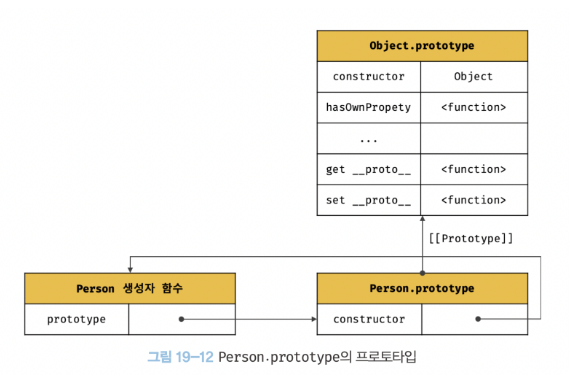 Object.prototype
constructor Object
hasOwnPropety <function>
...
get __proto__ <function>
set __proto__ <function>
[[Prototype]]
Person 생성자 함수
prototype
Person.prototype
constructor
그림 19-12 Person.prototype의 프로토타입